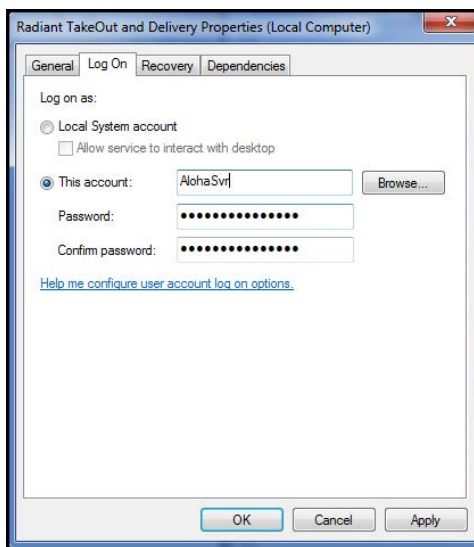 Radiant TakeOut and Delivery Properties (Local Computer)
General Log On Recovery Dependencies
Log on as:
Local System account
Allow service to interact with desktop
This account: AlohaSvr Browse...
Password: •••••••••••••••
Confirm password: •••••••••••••••
Help me configure user account log on options.
OK Cancel Apply